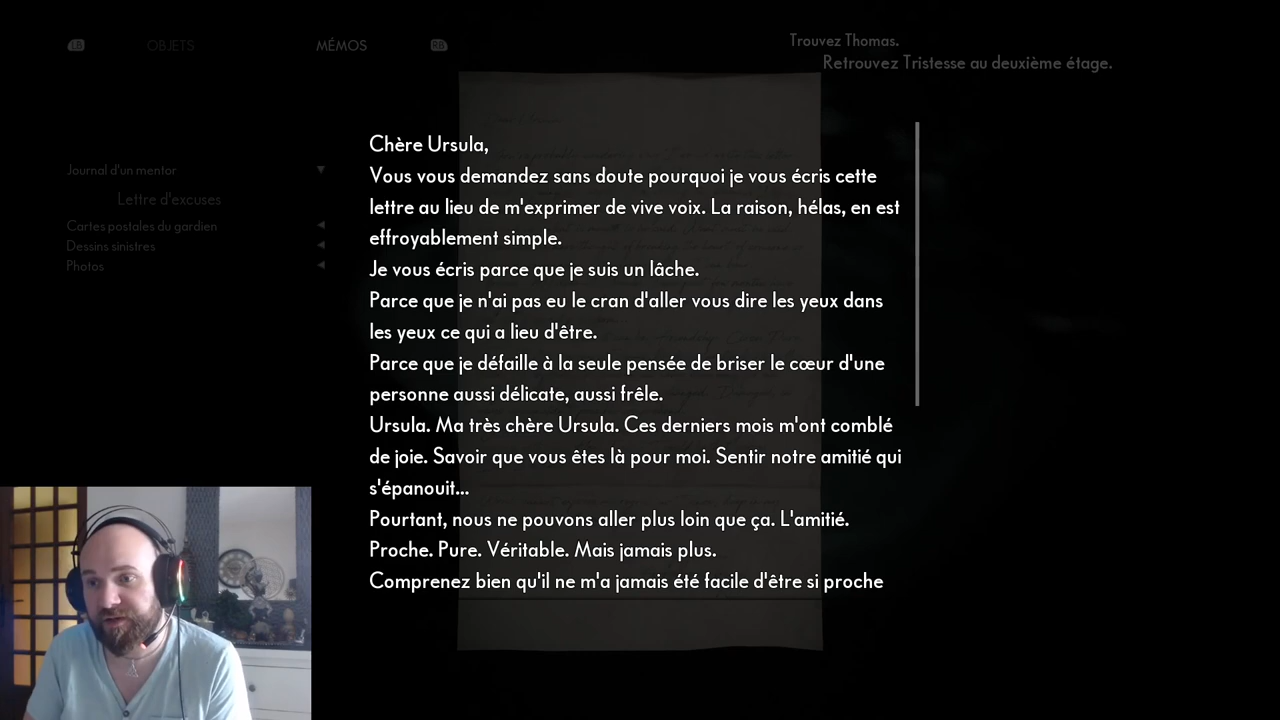 LB
OBJETS
MÉMOS
RB
Trouvez Thomas.
Retrouvez Tristesse au deuxième étage.
Journal d'un mentor
Lettre d'excuses
Cartes postales du gardien
Dessins sinistres
Photos
Chère Ursula,
Vous vous demandez sans doute pourquoi je vous écris cette
lettre au lieu de m'exprimer de vive voix. La raison, hélas, en est
effroyablement simple.
Je vous écris parce que je suis un lâche.
Parce que je n'ai pas eu le cran d'aller vous dire les yeux dans
les yeux ce qui a lieu d'être.
Parce que je défaille à la seule pensée de briser le cœur d'une
personne aussi délicate, aussi frêle.
Ursula. Ma très chère Ursula. Ces derniers mois m'ont comblé
de joie. Savoir que vous êtes là pour moi. Sentir notre amitié qui
s'épanouit...
Pourtant, nous ne pouvons aller plus loin que ça. L'amitié.
Proche. Pure. Véritable. Mais jamais plus.
Comprenez bien qu'il ne m'a jamais été facile d'être si proche